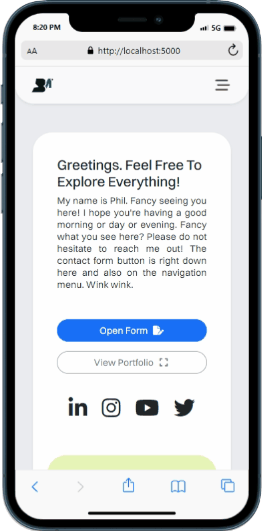 8:20 PM
5G
AA
http://localhost:5000
Greetings. Feel Free To
Explore Everything!
My name is Phil. Fancy seeing you
here! I hope you're having a good
morning or day or evening. Fancy
what you see here? Please do not
hesitate to reach me out! The
contact form button is right down
here and also on the navigation
menu. Wink wink.
Open Form
View Portfolio
in